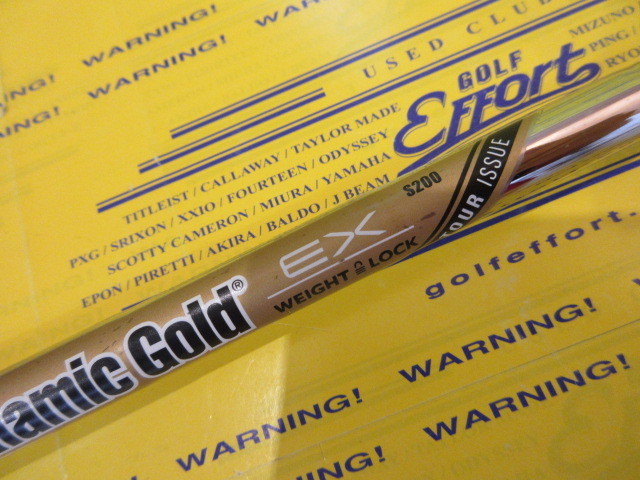 WARNING! WARNING! WARNING!
WARNING! WARNING!
USED CLUB
GOLF
Effort
MIZUNO
PING /
RYO
TITLEIST / CALLAWAY / TAYLOR MADE
PXG / SRIXON / XXIO / FOURTEEN / ODYSSEY
SCOTTY CAMERON / MIURA / YAMAHA
EPON / PIRETTI / AKIRA / BALDO / J BEAM
golfeffort.
S200
TOUR ISSUE
EX
WEIGHT LOCK
namic Gold®
WARNING! WARNING! WARNING!
WARNING! WARNING!